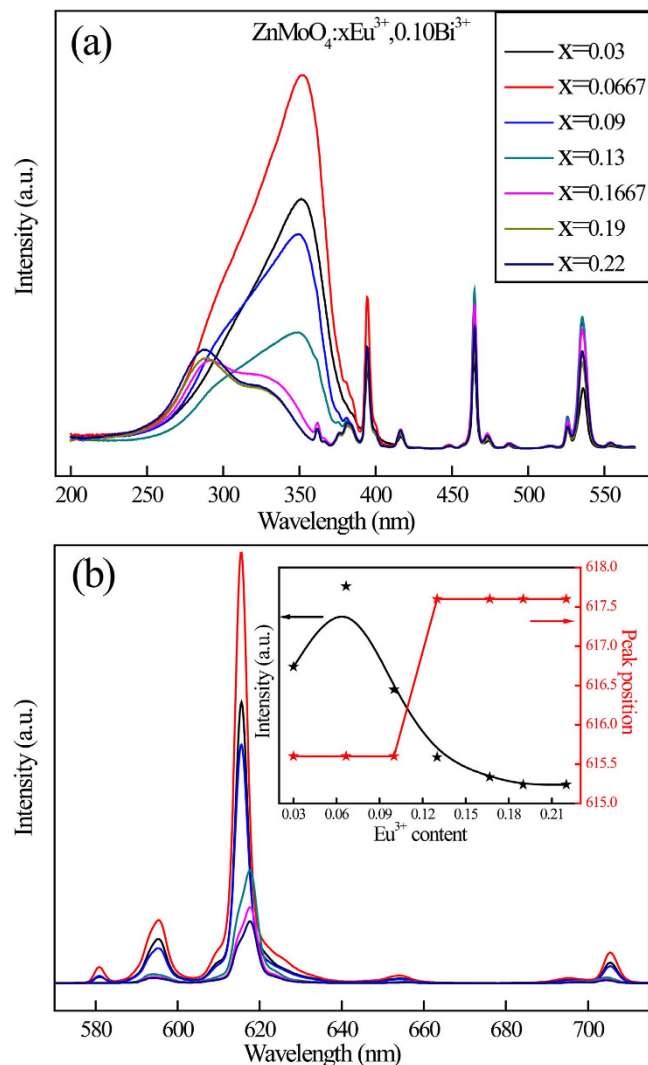 (a)
ZnMoO₄:xEu³⁺,0.10Bi³⁺
x=0.03
x=0.0667
x=0.09
x=0.13
x=0.1667
x=0.19
x=0.22
Intensity (a.u.)
200 250 300 350 400 450 500 550
Wavelength (nm)
(b)
Intensity (a.u.)
618.0
617.5
617.0
616.5
616.0
615.5
615.0
Peak position
Intensity (a.u.)
0.03 0.06 0.09 0.12 0.15 0.18 0.21
Eu³⁺ content
580 600 620 640 660 680 700
Wavelength (nm)